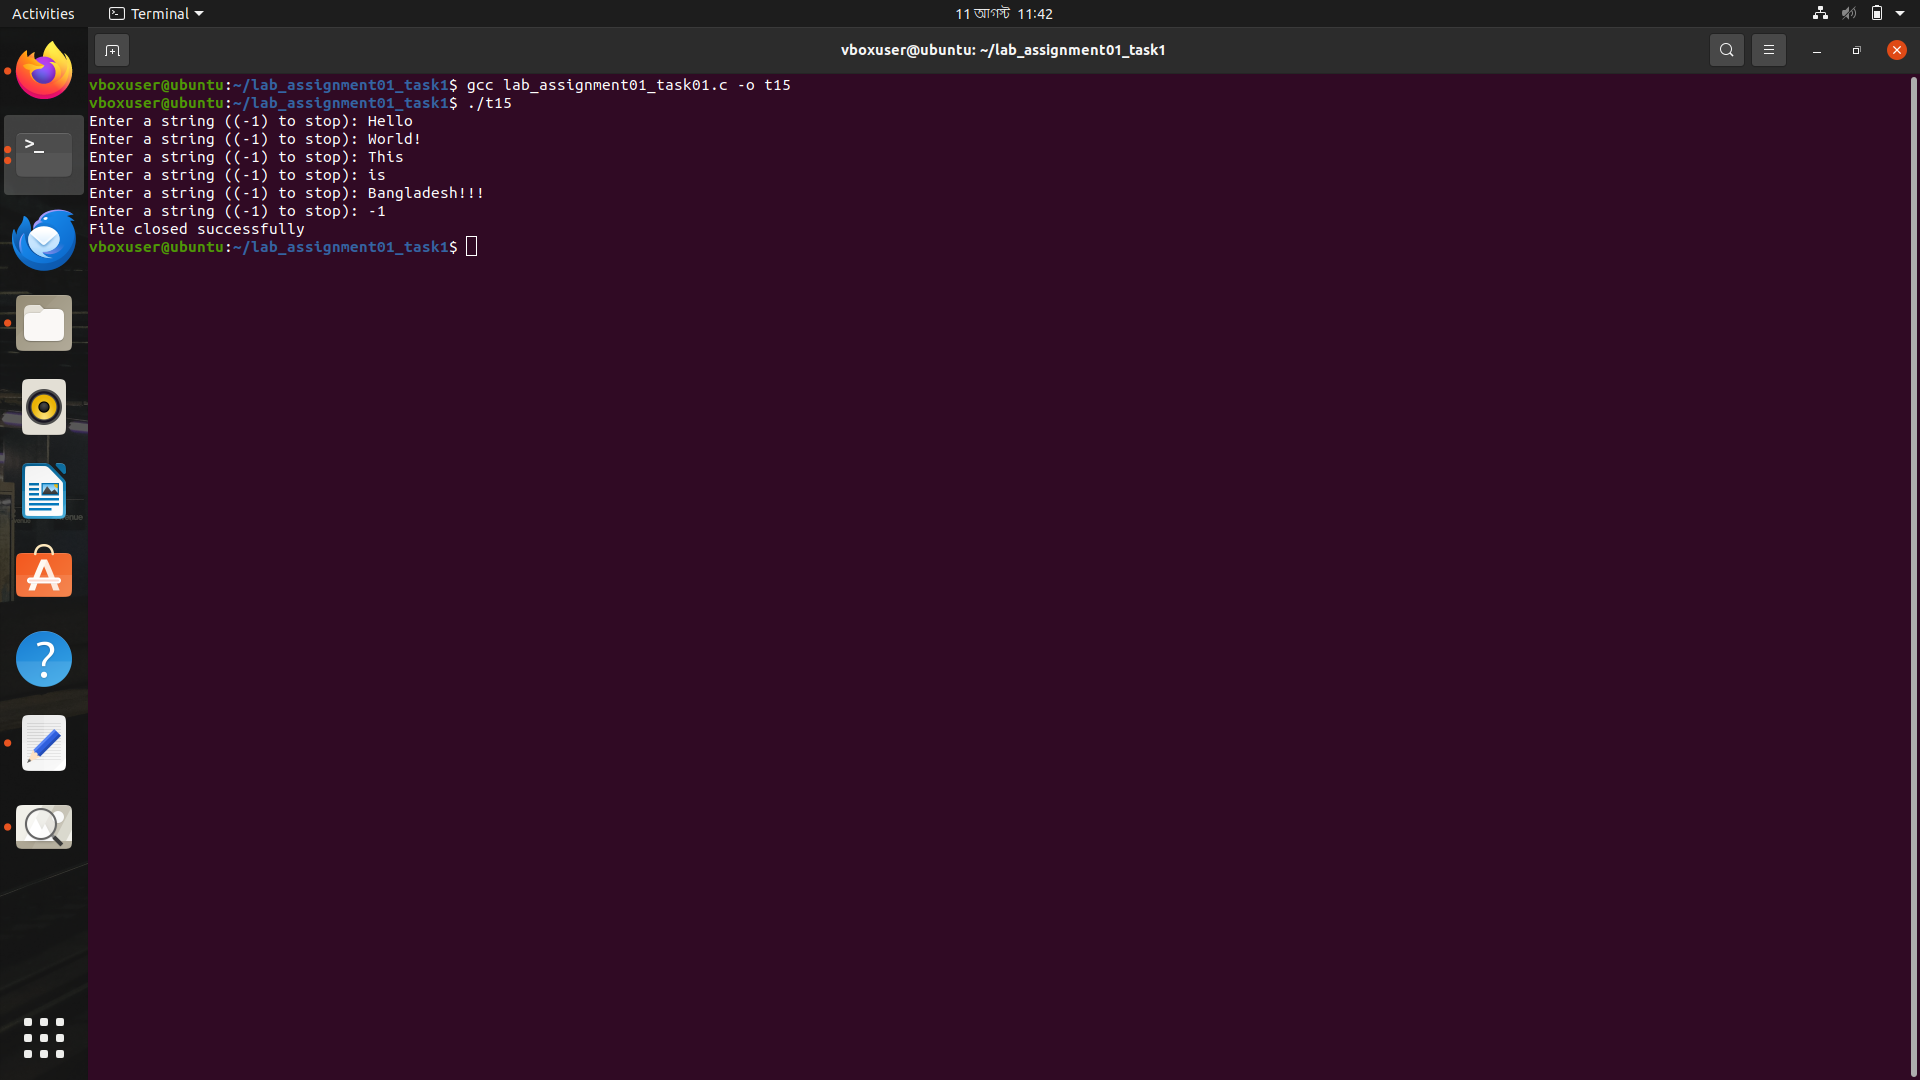 Activities
Terminal
11 আগস্ট 11:42
vboxuser@ubuntu: ~/lab_assignment01_task1
vboxuser@ubuntu:~/lab_assignment01_task1$ gcc lab_assignment01_task01.c -o t15
vboxuser@ubuntu:~/lab_assignment01_task1$ ./t15
Enter a string ((-1) to stop): Hello
Enter a string ((-1) to stop): World!
Enter a string ((-1) to stop): This
Enter a string ((-1) to stop): is
Enter a string ((-1) to stop): Bangladesh!!!
Enter a string ((-1) to stop): -1
File closed successfully
vboxuser@ubuntu:~/lab_assignment01_task1$